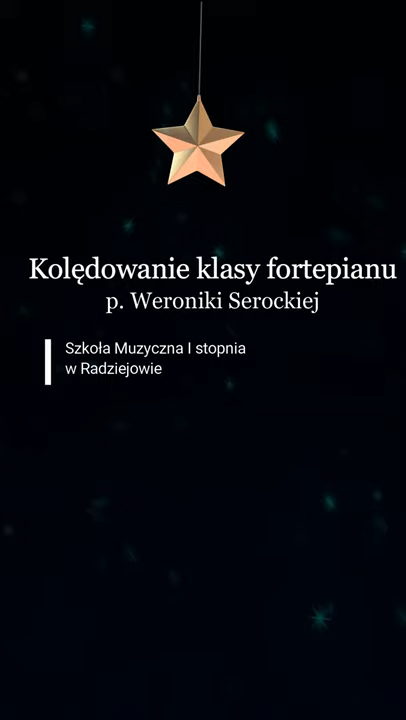 Kolędowanie klasy fortepianu
p. Weroniki Serockiej
Szkoła Muzyczna I stopnia
w Radziejowie